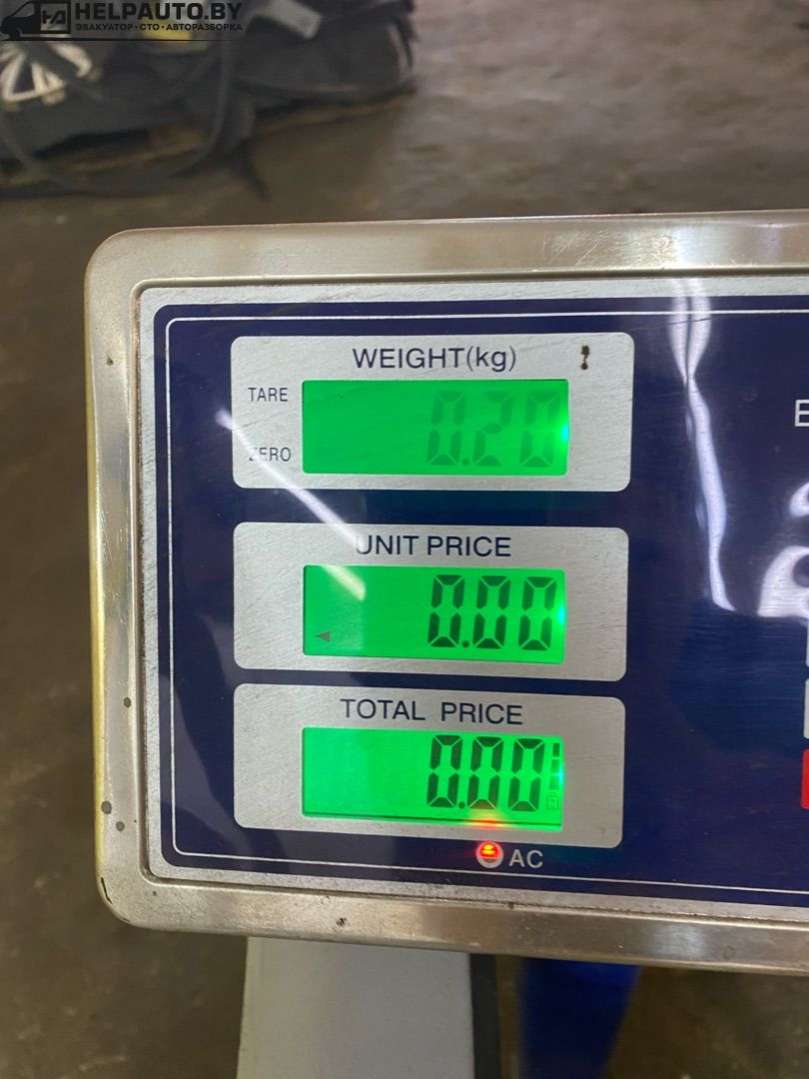 HELPAUTO.BY
ЭВАКУАТОР • СТО • АВТОРАЗБОРКА
WEIGHT(kg)
TARE
0.20
ZERO
UNIT PRICE
0.00
TOTAL PRICE
0.00
AC